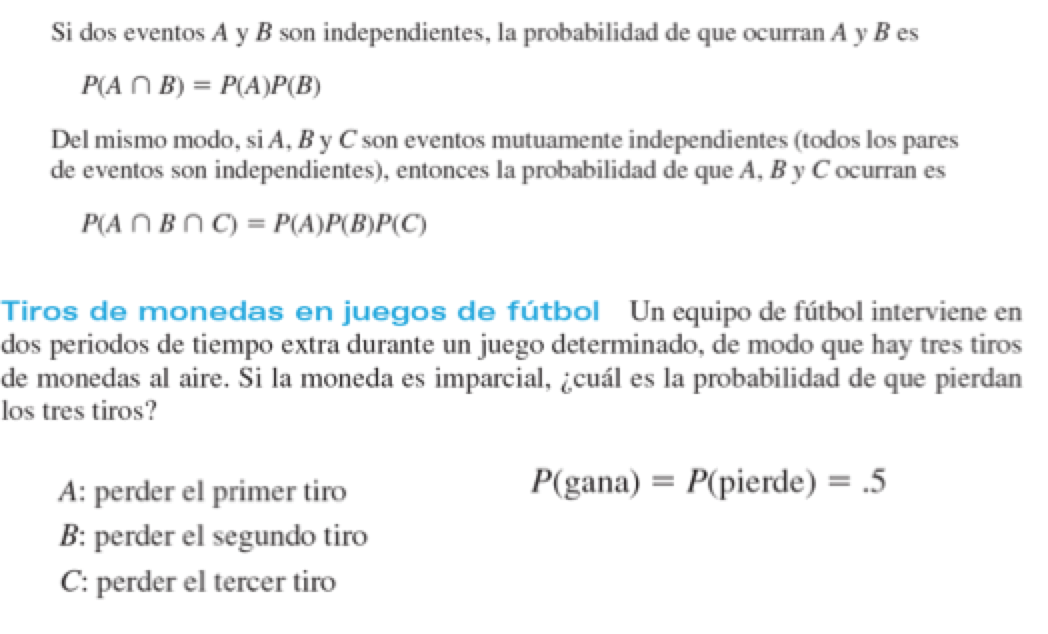 Si dos eventos A y B son independientes, la probabilidad de que ocurran A y B es
P(A ∩ B) = P(A)P(B)
Del mismo modo, si A, B y C son eventos mutuamente independientes (todos los pares
de eventos son independientes), entonces la probabilidad de que A, B y C ocurran es
P(A ∩ B ∩ C) = P(A)P(B)P(C)
Tiros de monedas en juegos de fútbol Un equipo de fútbol interviene en
dos periodos de tiempo extra durante un juego determinado, de modo que hay tres tiros
de monedas al aire. Si la moneda es imparcial, ¿cuál es la probabilidad de que pierdan
los tres tiros?
A: perder el primer tiro
P(gana) = P(pierde) = .5
B: perder el segundo tiro
C: perder el tercer tiro